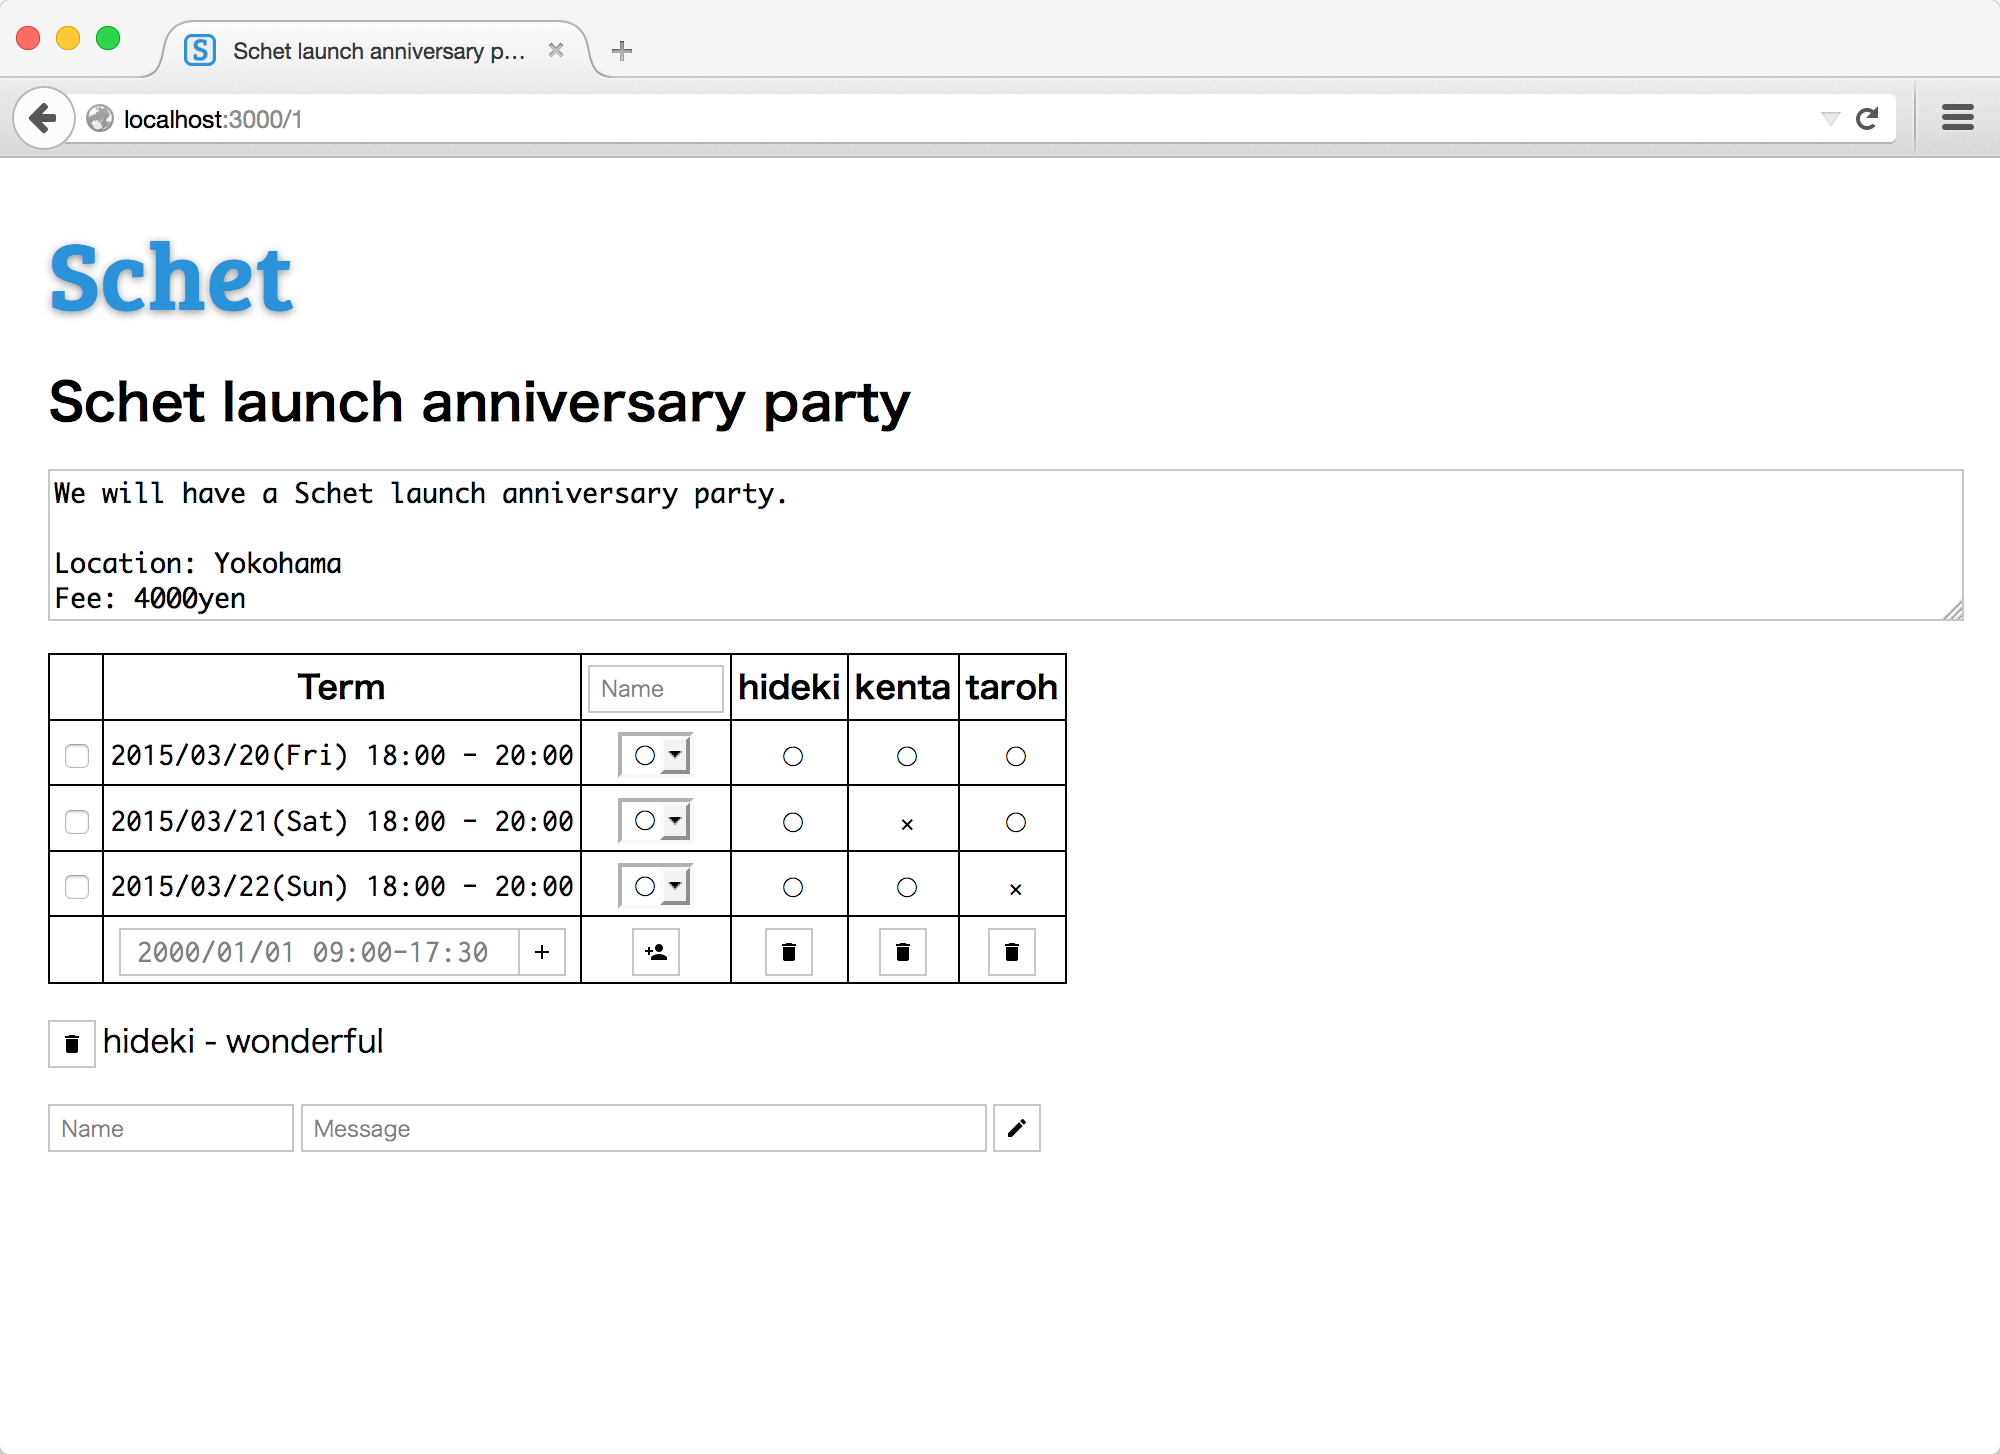 S Schet launch anniversary p...
localhost:3000/1
Schet
Schet launch anniversary party
We will have a Schet launch anniversary party.
Location: Yokohama
Fee: 4000yen
Term Name hideki kenta taroh
2015/03/20(Fri) 18:00 - 20:00 ○ ○ ○ ○
2015/03/21(Sat) 18:00 - 20:00 ○ ○ × ○
2015/03/22(Sun) 18:00 - 20:00 ○ ○ ○ ×
2000/01/01 09:00-17:30 +
hideki - wonderful
Name Message